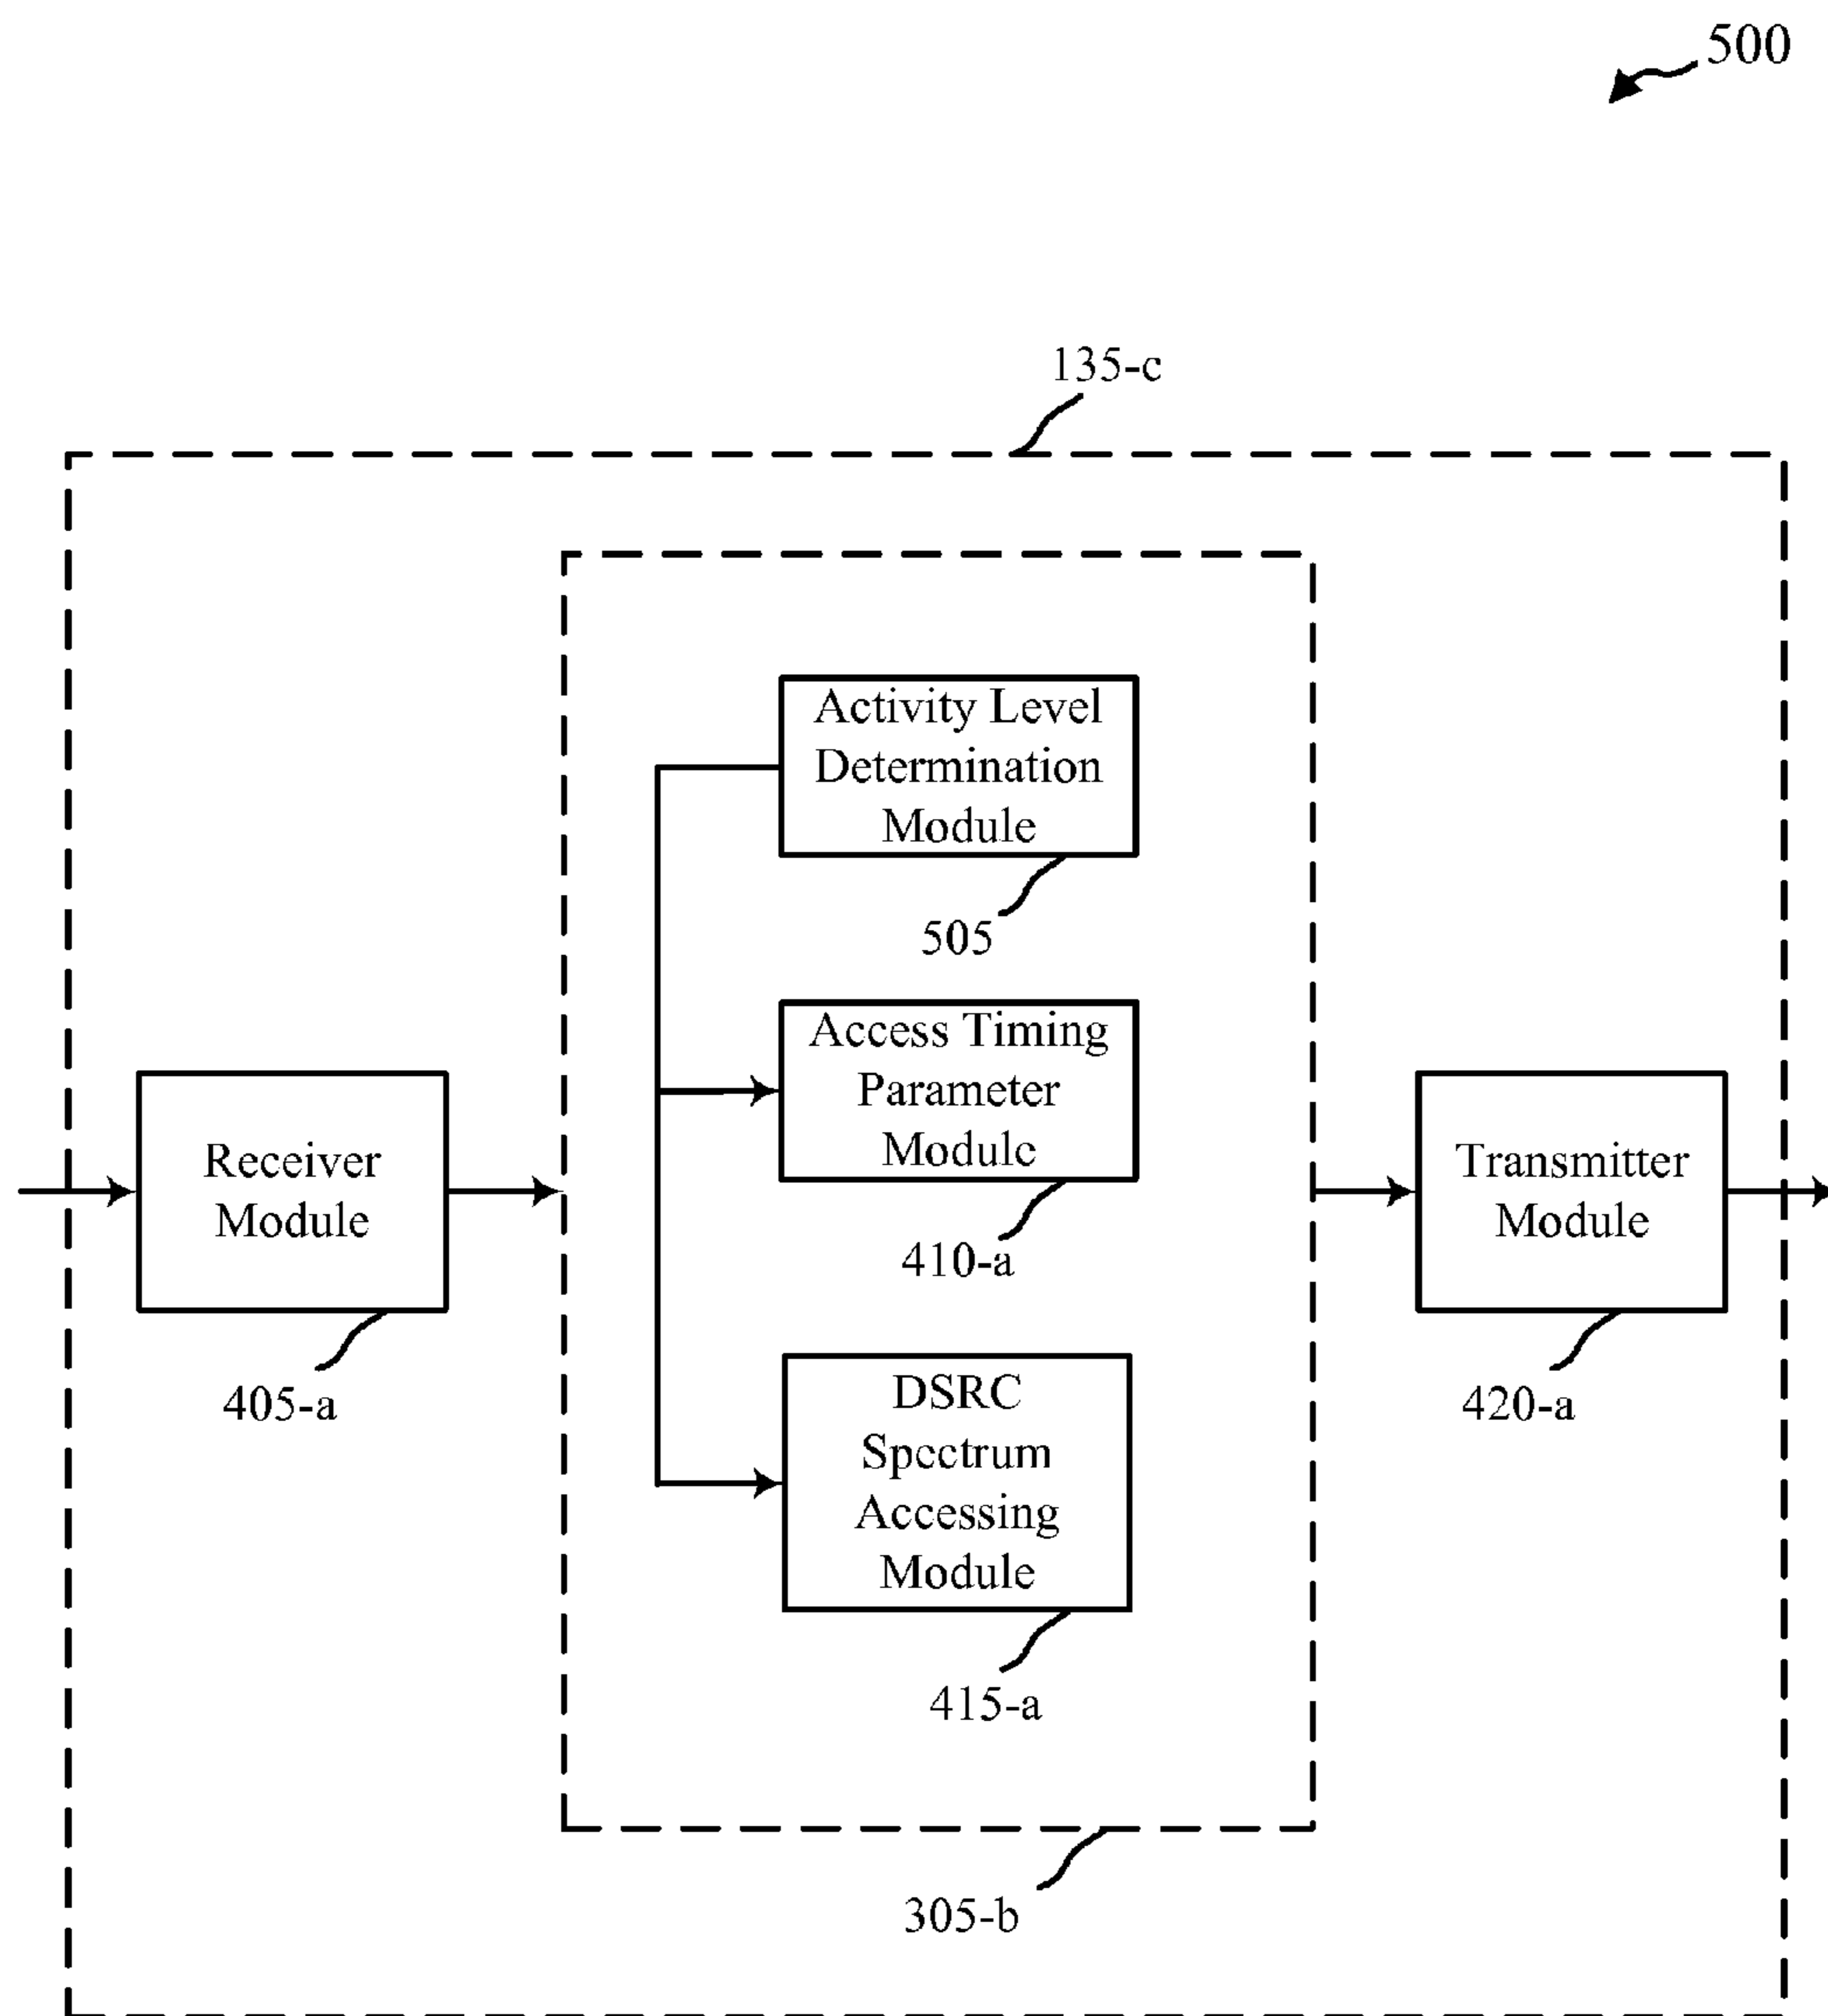 500
135-c
Activity Level
Determination
Module
505
Access Timing
Parameter
Module
410-a
Receiver
Module
405-a
Transmitter
Module
420-a
DSRC
Spectrum
Accessing
Module
415-a
305-b